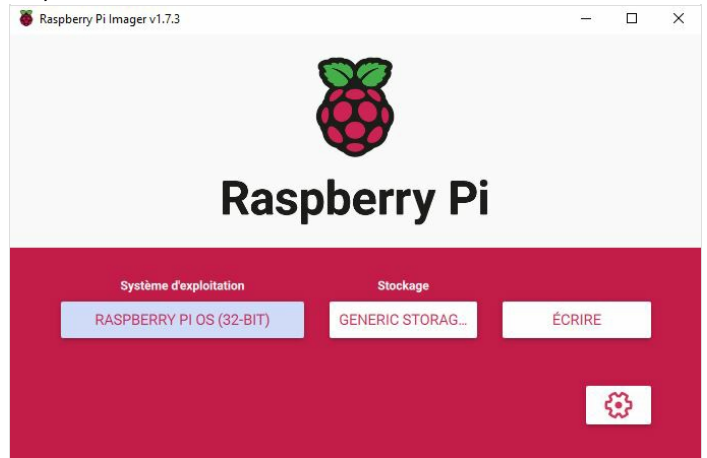 Raspberry Pi Imager v1.7.3
Raspberry Pi
Système d'exploitation
Stockage
RASPBERRY PI OS (32-BIT)
GENERIC STORAG...
ÉCRIRE